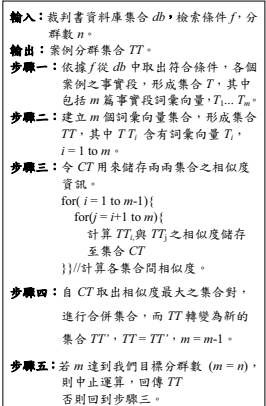 輸入：裁判書資料庫集合 db，檢索條件 f，分
群數 n。
輸出：案例分群集合 TT。
步驟一：依據 f 從 db 中取出符合條件，各個
案例之事實段，形成集合 T，其中
包括 m 篇事實段詞彙向量，T1... Tm。
步驟二：建立 m 個詞彙向量集合，形成集合
TT，其中 T Ti 含有詞彙向量 Ti，
i = 1 to m。
步驟三：令 CT 用來儲存兩兩集合之相似度
資訊。
for( i = 1 to m-1){
for(j = i+1 to m){
計算 TTi,與 TTj 之相似度儲存
至集合 CT
}}//計算各集合間相似度。
步驟四：自 CT 取出相似度最大之集合對，
進行合併集合，而 TT 轉變為新的
集合 TT'，TT = TT'，m = m-1。
步驟五：若 m 達到我們目標分群數 (m = n)，
則中止運算，回傳 TT
否則回到步驟三。